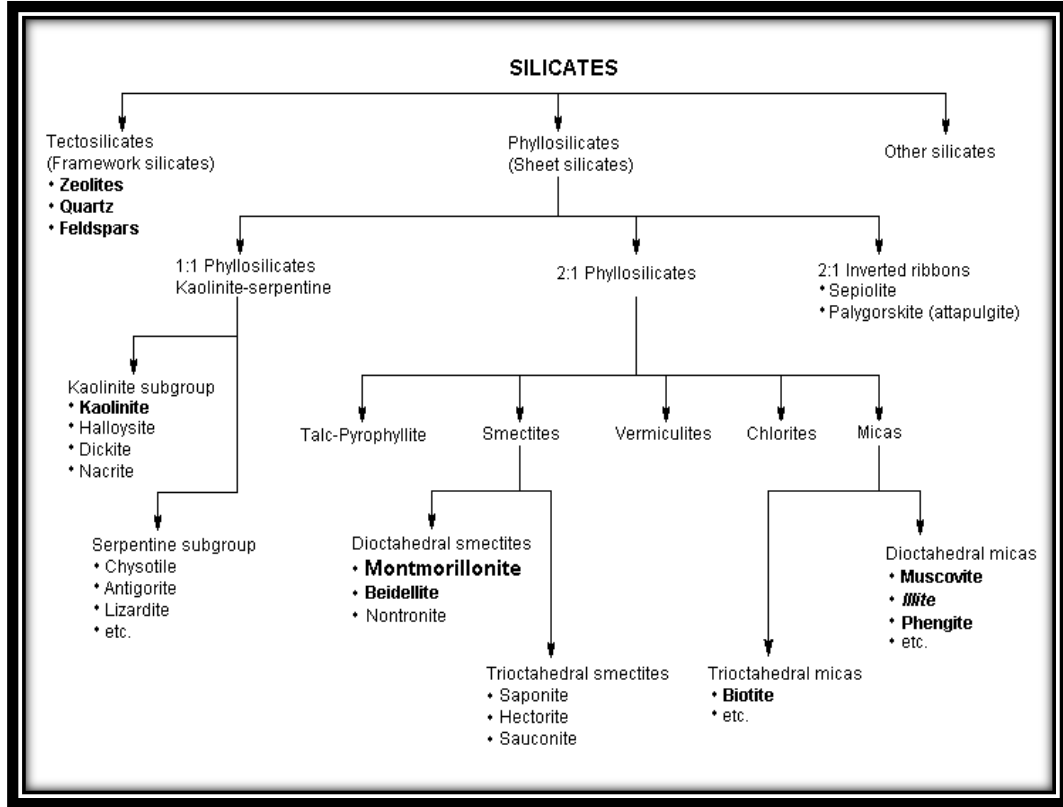 SILICATES
Tectosilicates
(Framework silicates)
• Zeolites
• Quartz
• Feldspars
Phyllosilicates
(Sheet silicates)
Other silicates
1:1 Phyllosilicates
Kaolinite-serpentine
2:1 Phyllosilicates
2:1 Inverted ribbons
• Sepiolite
• Palygorskite (attapulgite)
Kaolinite subgroup
• Kaolinite
• Halloysite
• Dickite
• Nacrite
Talc-Pyrophyllite
Smectites
Vermiculites
Chlorites
Micas
Serpentine subgroup
• Chysotile
• Antigorite
• Lizardite
• etc.
Dioctahedral smectites
• Montmorillonite
• Beidellite
• Nontronite
Dioctahedral micas
• Muscovite
• Illite
• Phengite
• etc.
Trioctahedral smectites
• Saponite
• Hectorite
• Sauconite
Trioctahedral micas
• Biotite
• etc.